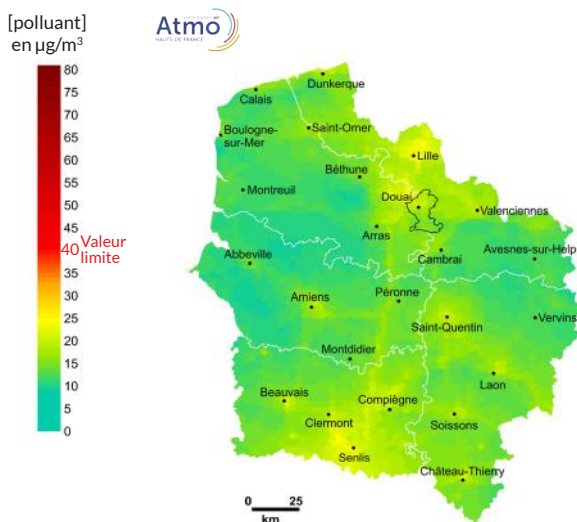 [polluant]
en µg/m³
Atmo
HAUTS-DE-FRANCE
80
75
70
65
60
55
50
45
40 Valeur
limite
35
30
25
20
15
10
5
0
Dunkerque
Calais
Saint-Omer
Boulogne-
sur-Mer
Lille
Béthune
Montreuil
Douai
Valenciennes
Arras
Cambrai
Avesnes-sur-Help
Abbeville
Péronne
Amiens
Saint-Quentin
Vervins
Montdidier
Laon
Beauvais
Compiègne
Clermont
Soissons
Senlis
Château-Thierry
0 25
km